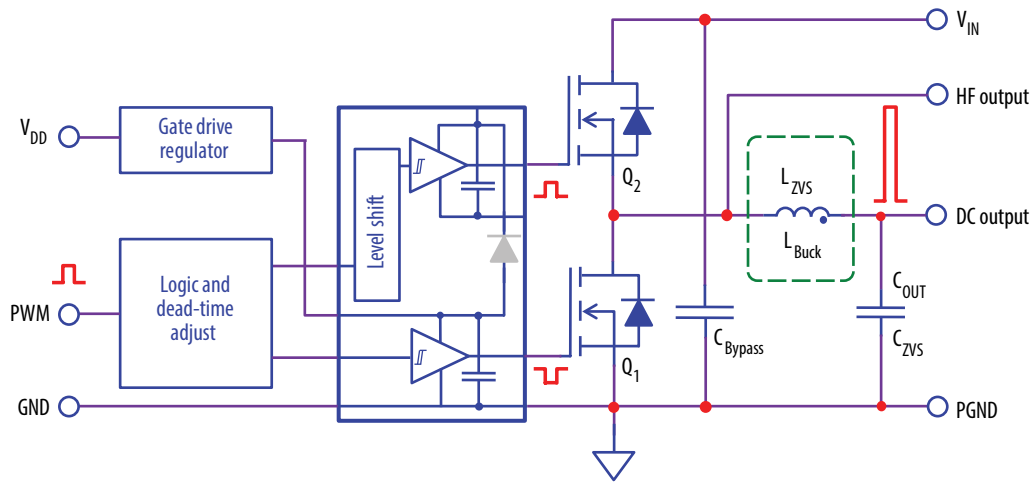 V_IN
HF output
V_DD
Gate drive
regulator
Level shift
Q_2
L_ZVS
DC output
L_Buck
PWM
Logic and
dead-time
adjust
C_OUT
C_Bypass
C_ZVS
Q_1
GND
PGND